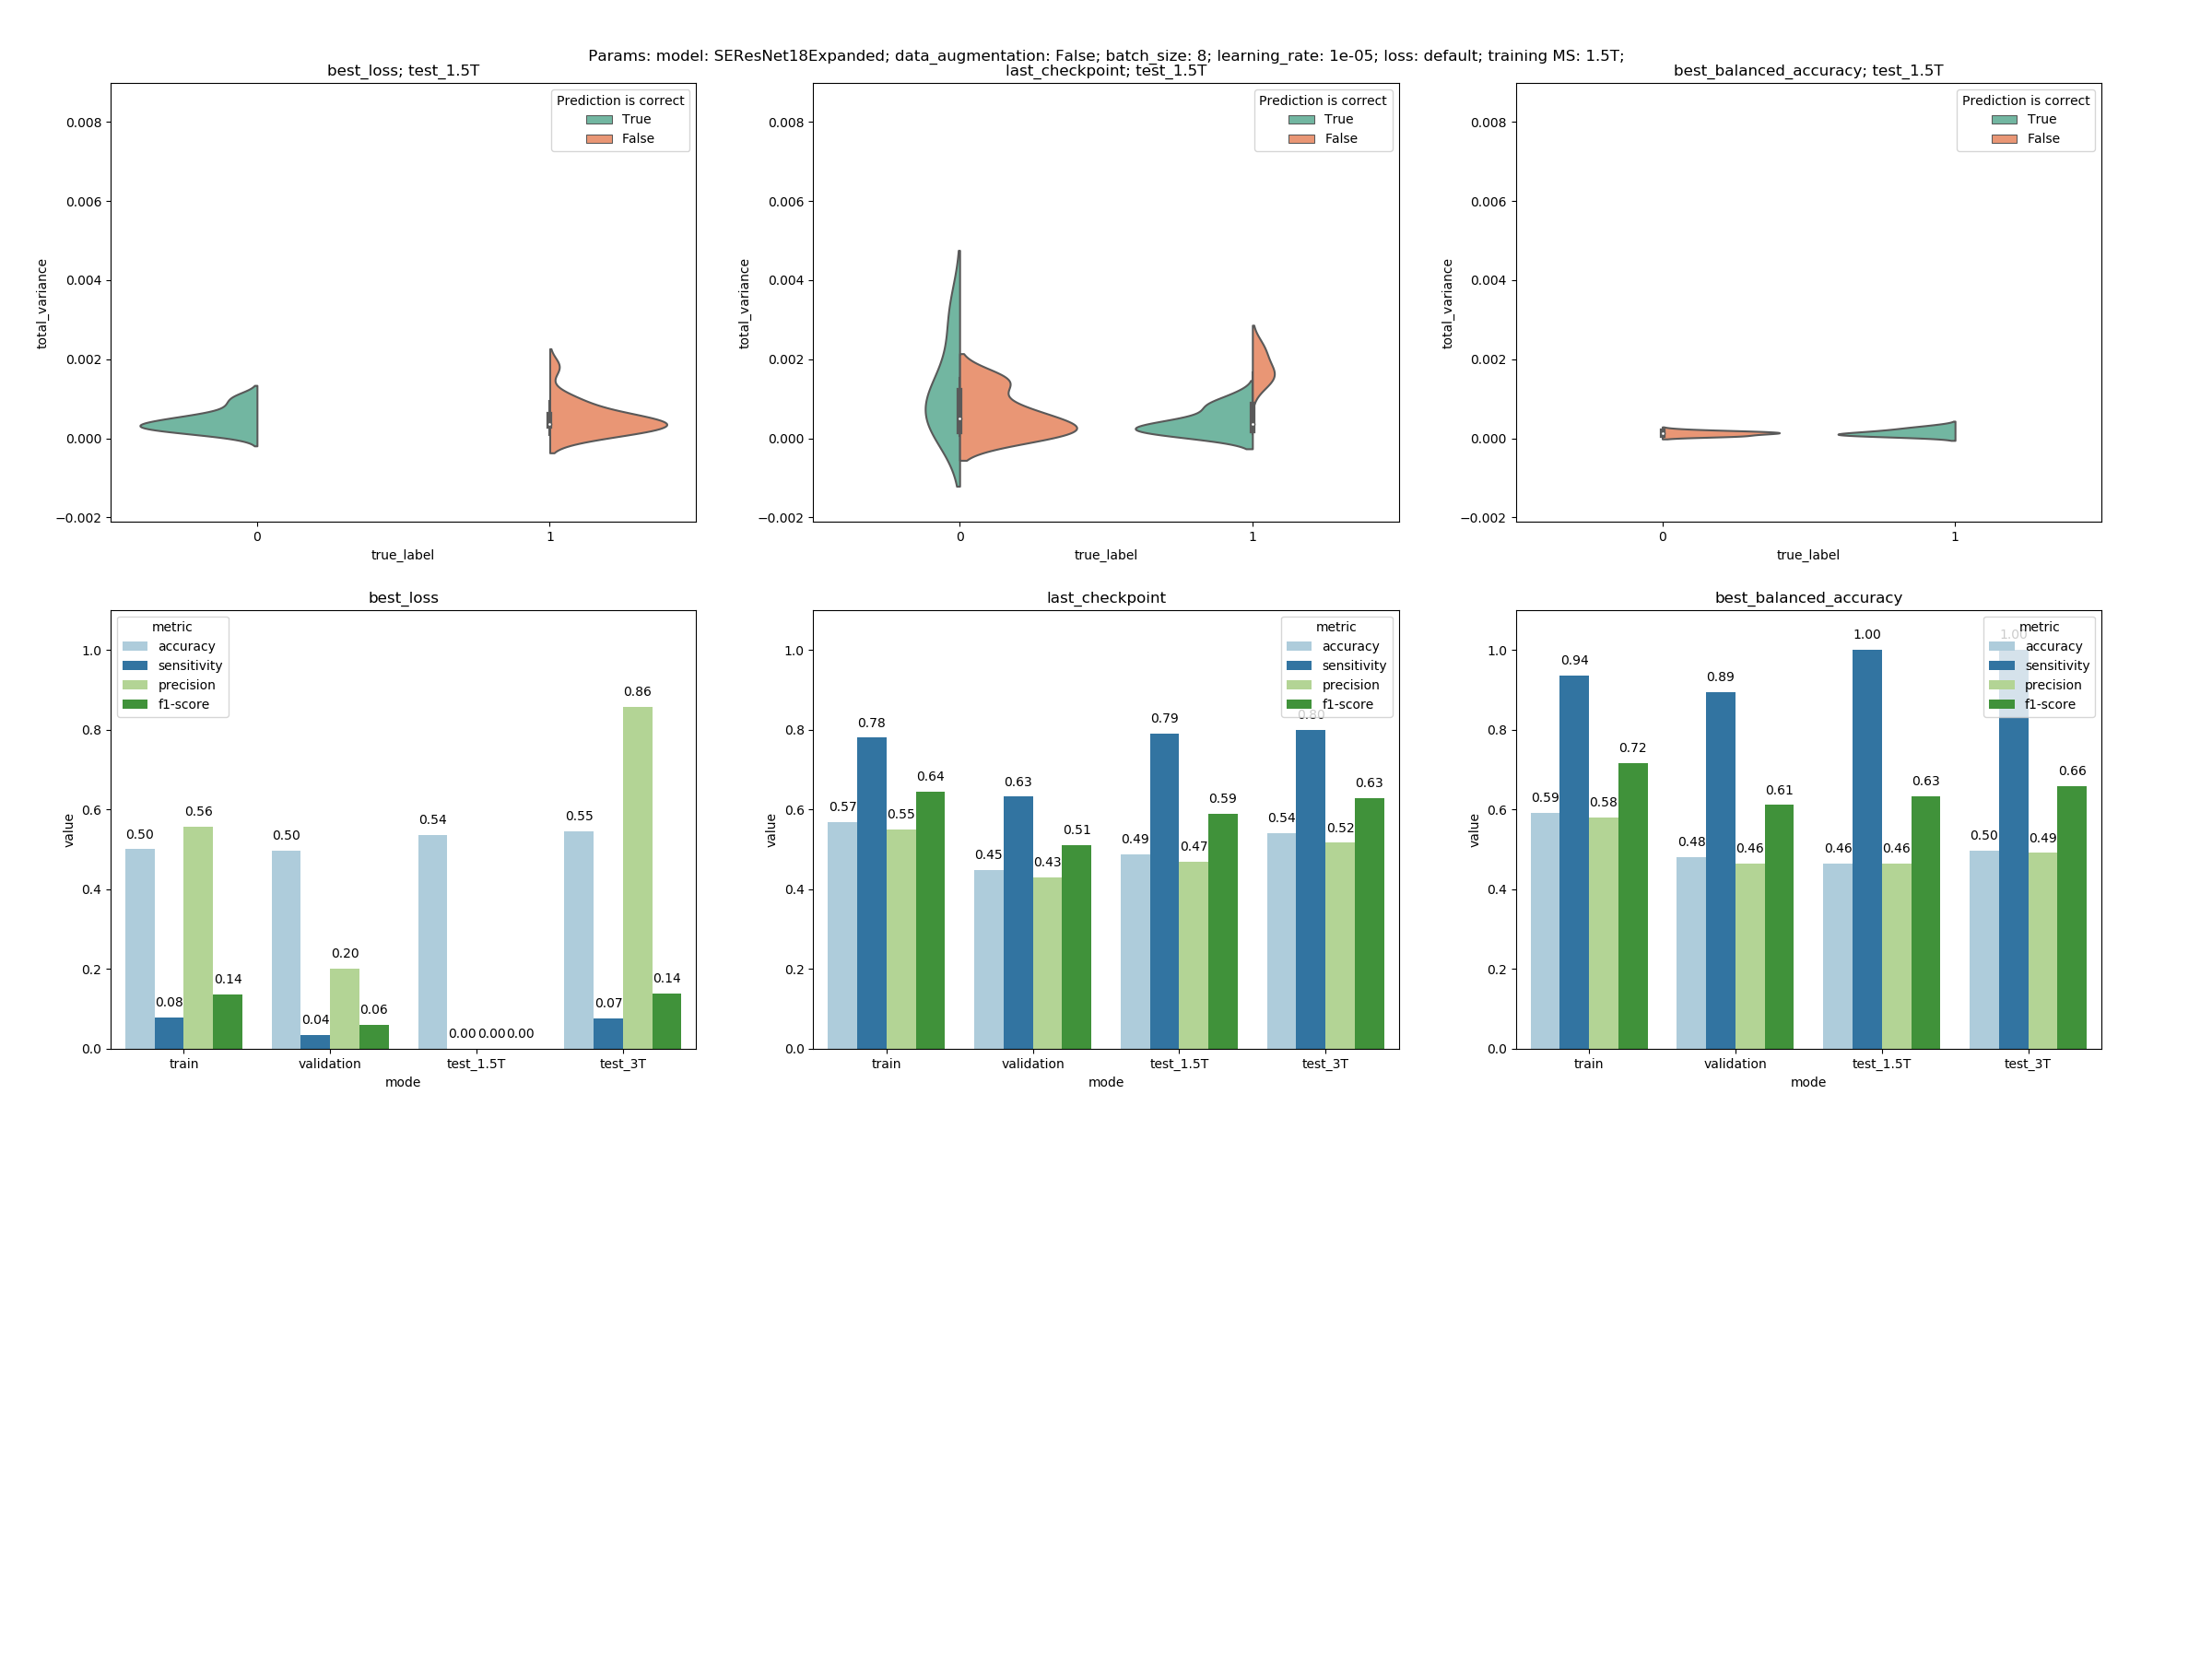 Params: model: SEResNet18Expanded; data_augmentation: False; batch_size: 8; learning_rate: 1e-05; loss: default; training MS: 1.5T;
best_loss; test_1.5T
Prediction is correct
True
False
0.008
0.006
0.004
0.002
0.000
−0.002
total_variance
0
1
true_label
last_checkpoint; test_1.5T
Prediction is correct
True
False
0.008
0.006
0.004
0.002
0.000
−0.002
total_variance
0
1
true_label
best_balanced_accuracy; test_1.5T
Prediction is correct
True
False
0.008
0.006
0.004
0.002
0.000
−0.002
total_variance
0
1
true_label
best_loss
metric
accuracy
sensitivity
precision
f1-score
1.0
0.8
0.6
0.4
0.2
0.0
value
0.50
0.08
0.56
0.14
0.50
0.04
0.20
0.06
0.54
0.00
0.00
0.00
0.55
0.07
0.86
0.14
train
validation
test_1.5T
test_3T
mode
last_checkpoint
metric
accuracy
sensitivity
precision
f1-score
1.0
0.8
0.6
0.4
0.2
0.0
value
0.57
0.78
0.55
0.64
0.45
0.63
0.43
0.51
0.49
0.79
0.47
0.59
0.54
0.80
0.52
0.63
train
validation
test_1.5T
test_3T
mode
best_balanced_accuracy
metric
accuracy
sensitivity
precision
f1-score
1.0
0.8
0.6
0.4
0.2
0.0
value
0.59
0.94
0.58
0.72
0.48
0.89
0.46
0.61
0.46
1.00
0.46
0.63
0.50
1.00
0.49
0.66
train
validation
test_1.5T
test_3T
mode